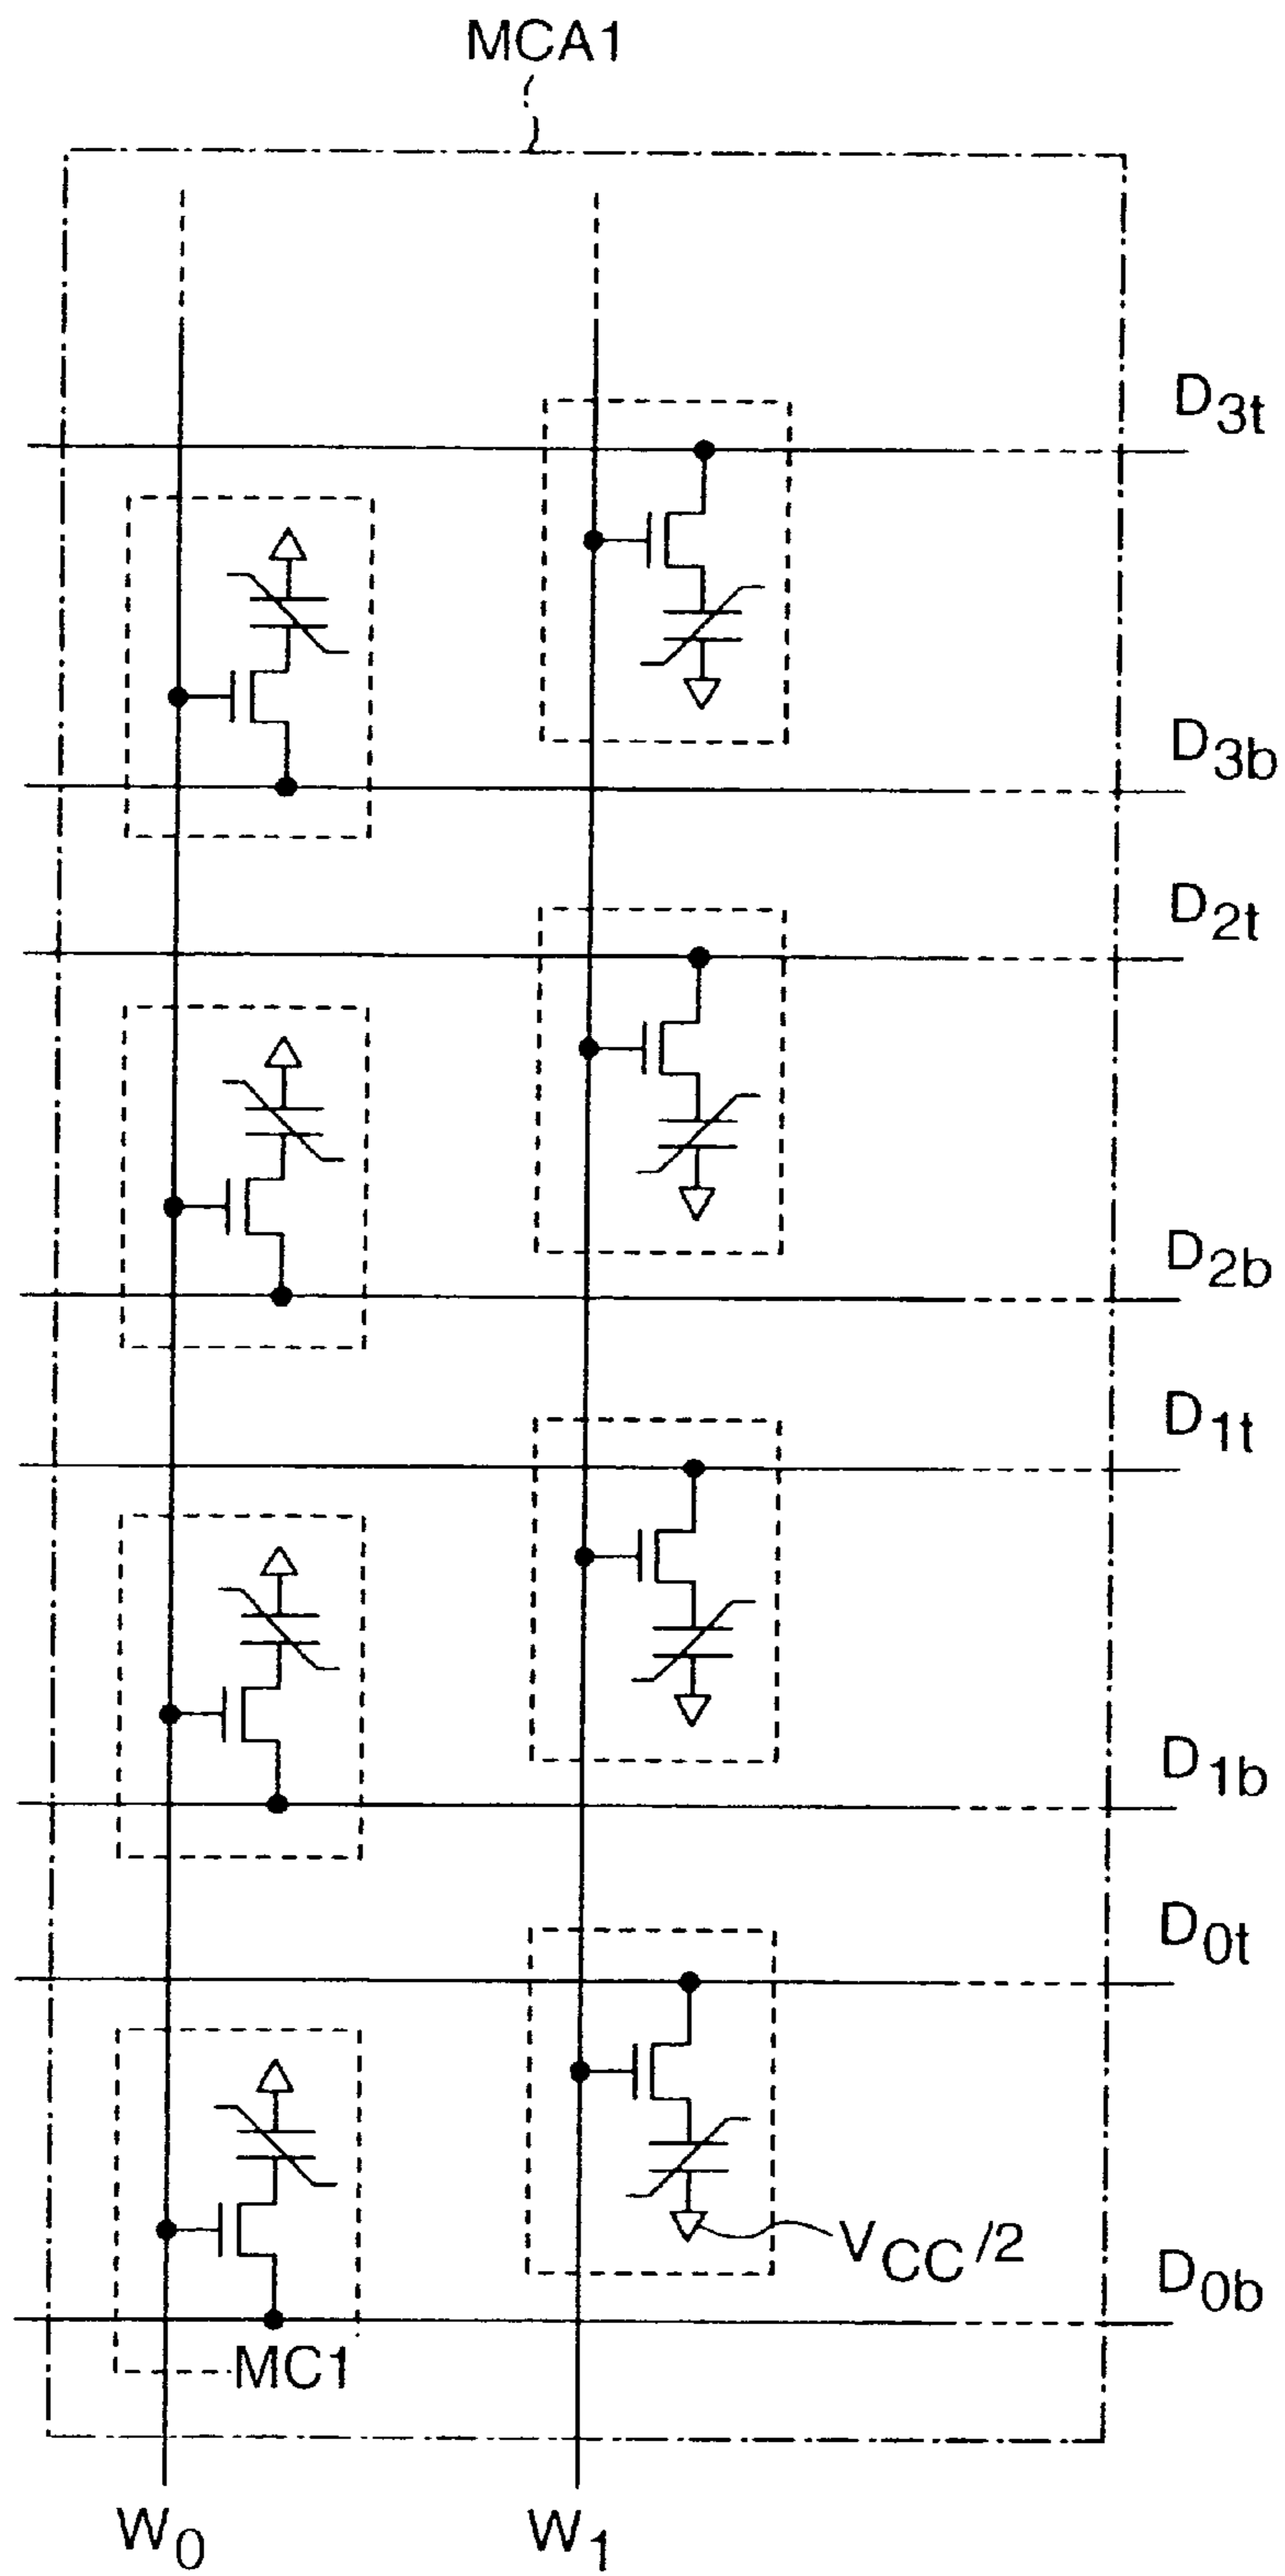 MCA1
D3t
D3b
D2t
D2b
D1t
D1b
D0t
VCC/2
D0b
MC1
W0 W1